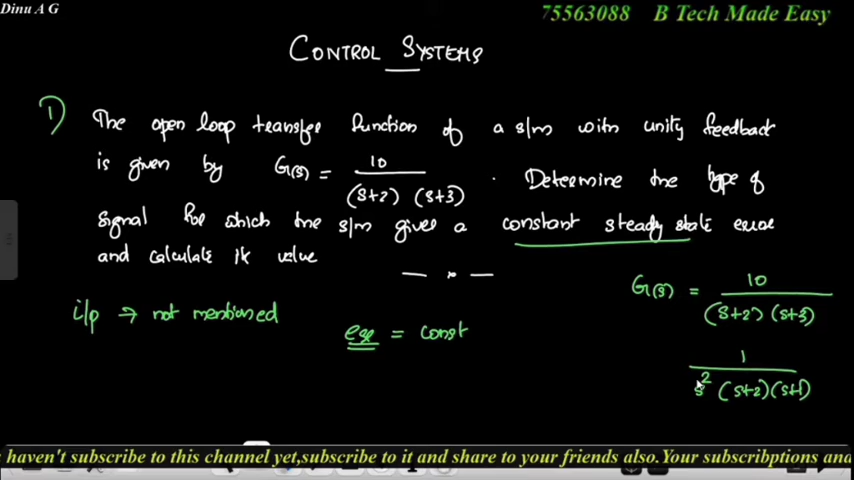 Dinu A G
75563088 B Tech Made Easy
CONTROL SYSTEMS
1) The open loop transfer function of a s/m with unity feedback
is given by G(s) = 10 / (s+2) (s+3) . Determine the type of
signal for which the s/m gives a constant steady state error
and calculate its value
G(s) = 10 / (s+2) (s+3)
i/p → not mentioned
ess = const
1 / s² (s+2)(s+1)
haven't subscribe to this channel yet,subscribe to it and share to your friends also.Your subscribptions and